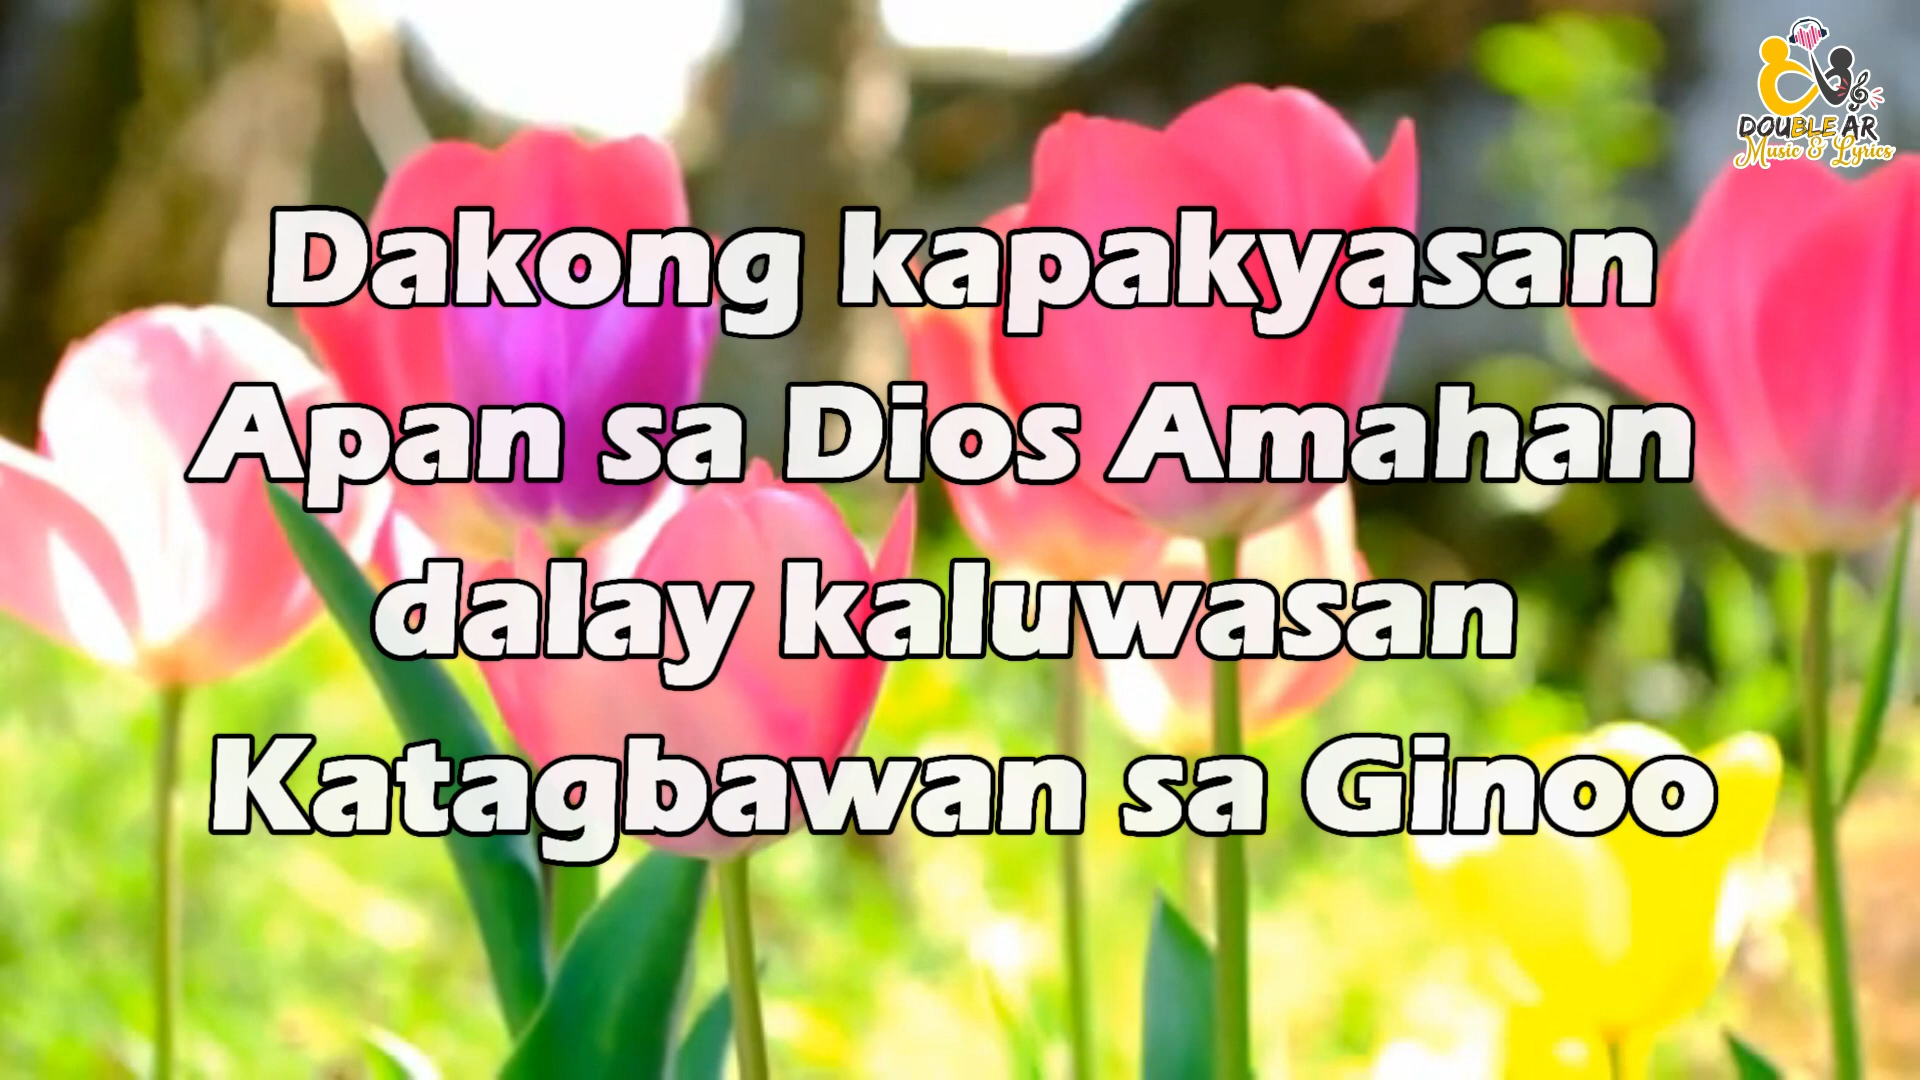 DOUBLE AR
Music & Lyrics
Dakong kapakyasan
Apan sa Dios Amahan
dalay kaluwasan
Katagbawan sa Ginoo